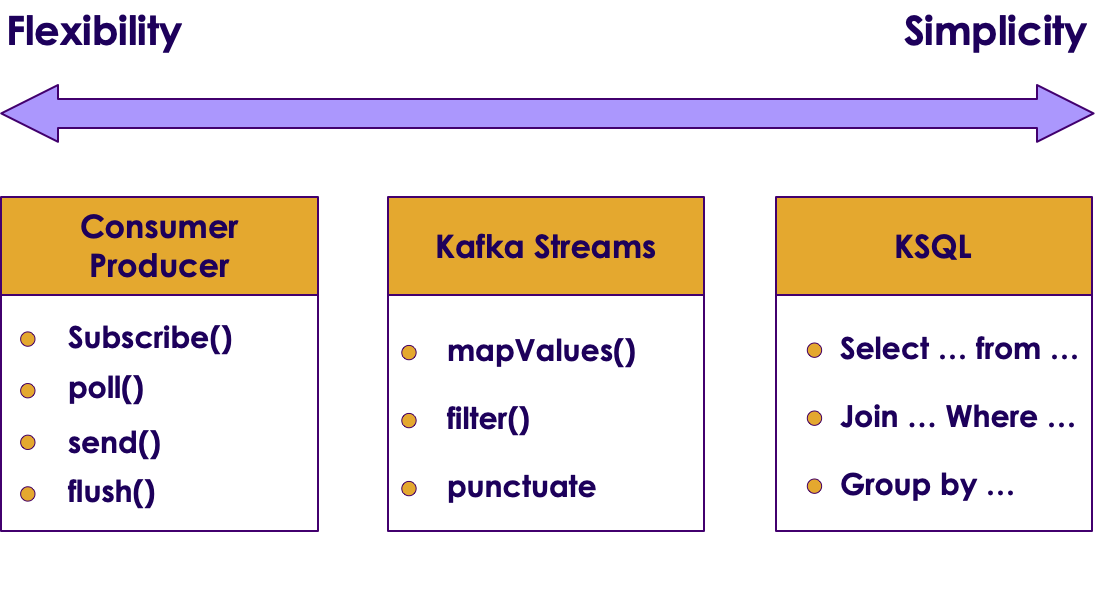 Flexibility
Simplicity
Consumer
Producer
Subscribe()
poll()
send()
flush()
Kafka Streams
mapValues()
filter()
punctuate
KSQL
Select ... from ...
Join ... Where ...
Group by ...